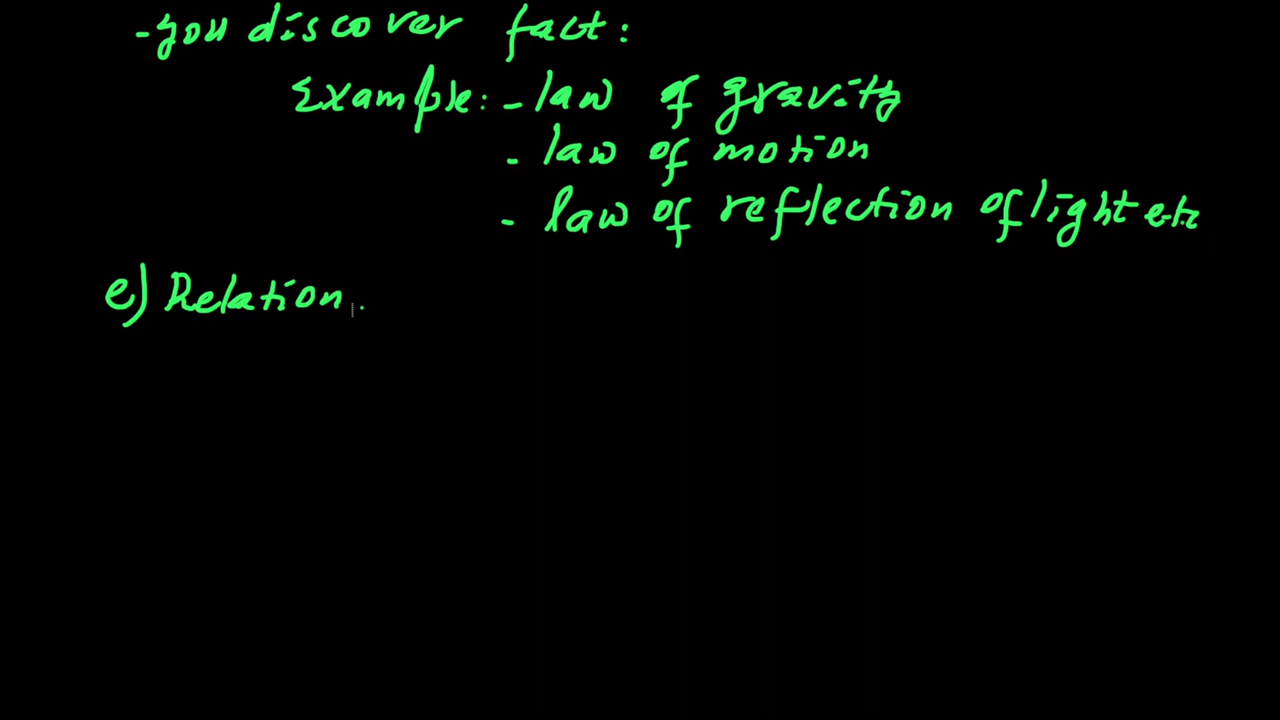 -you discover fact:
Example: - law of gravity
- law of motion
- law of reflection of light etc
e) Relation.